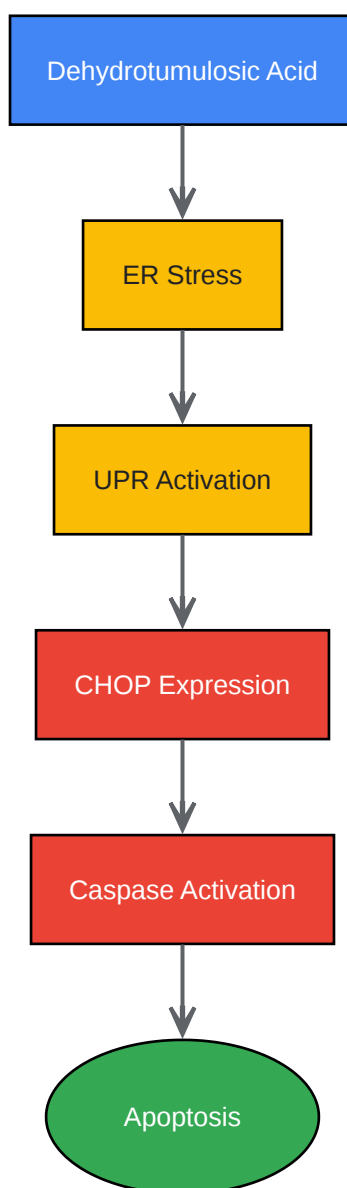 Dehydrotumulosic Acid
ER Stress
UPR Activation
CHOP Expression
Caspase Activation
Apoptosis